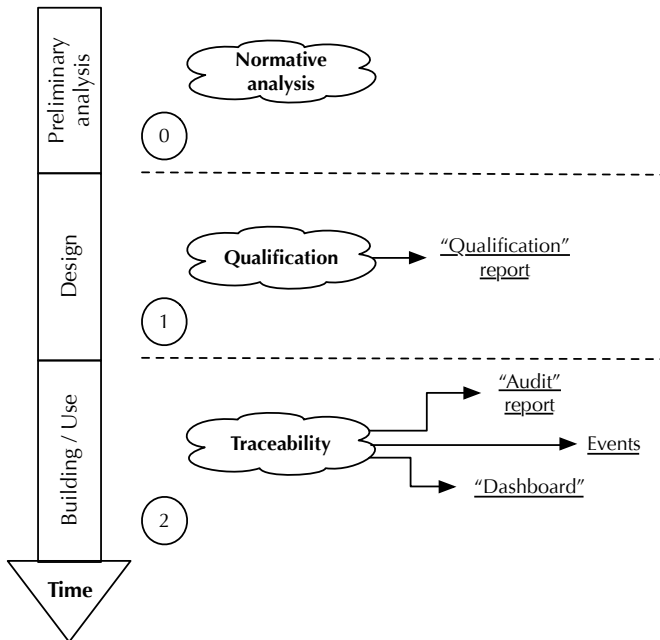 Preliminary
analysis
Normative
analysis
0
Design
Qualification
“Qualification”
report
1
Building / Use
Traceability
“Audit”
report
Events
“Dashboard”
2
Time